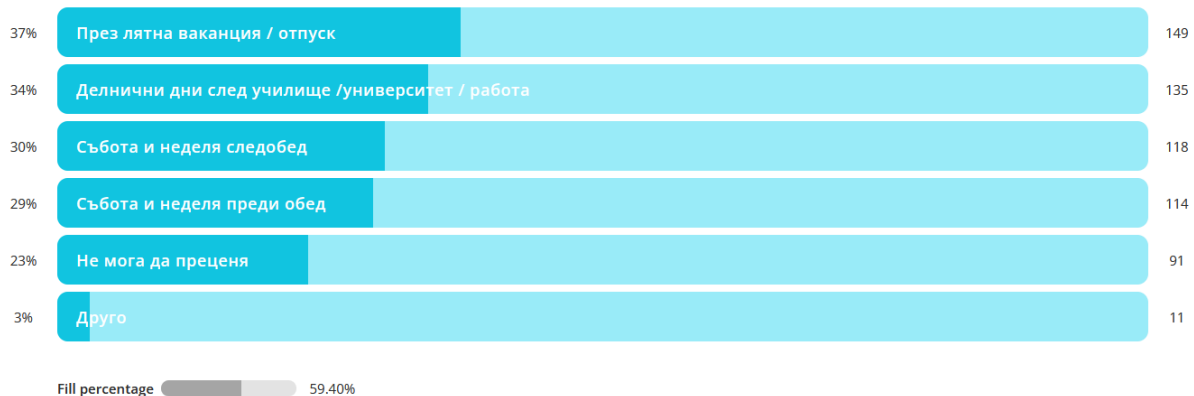 37% През лятна ваканция / отпуск 149
34% Делнични дни след училище /университет / работа 135
30% Събота и неделя следобед 118
29% Събота и неделя преди обед 114
23% Не мога да преценя 91
3% Друго 11
Fill percentage 59.40%